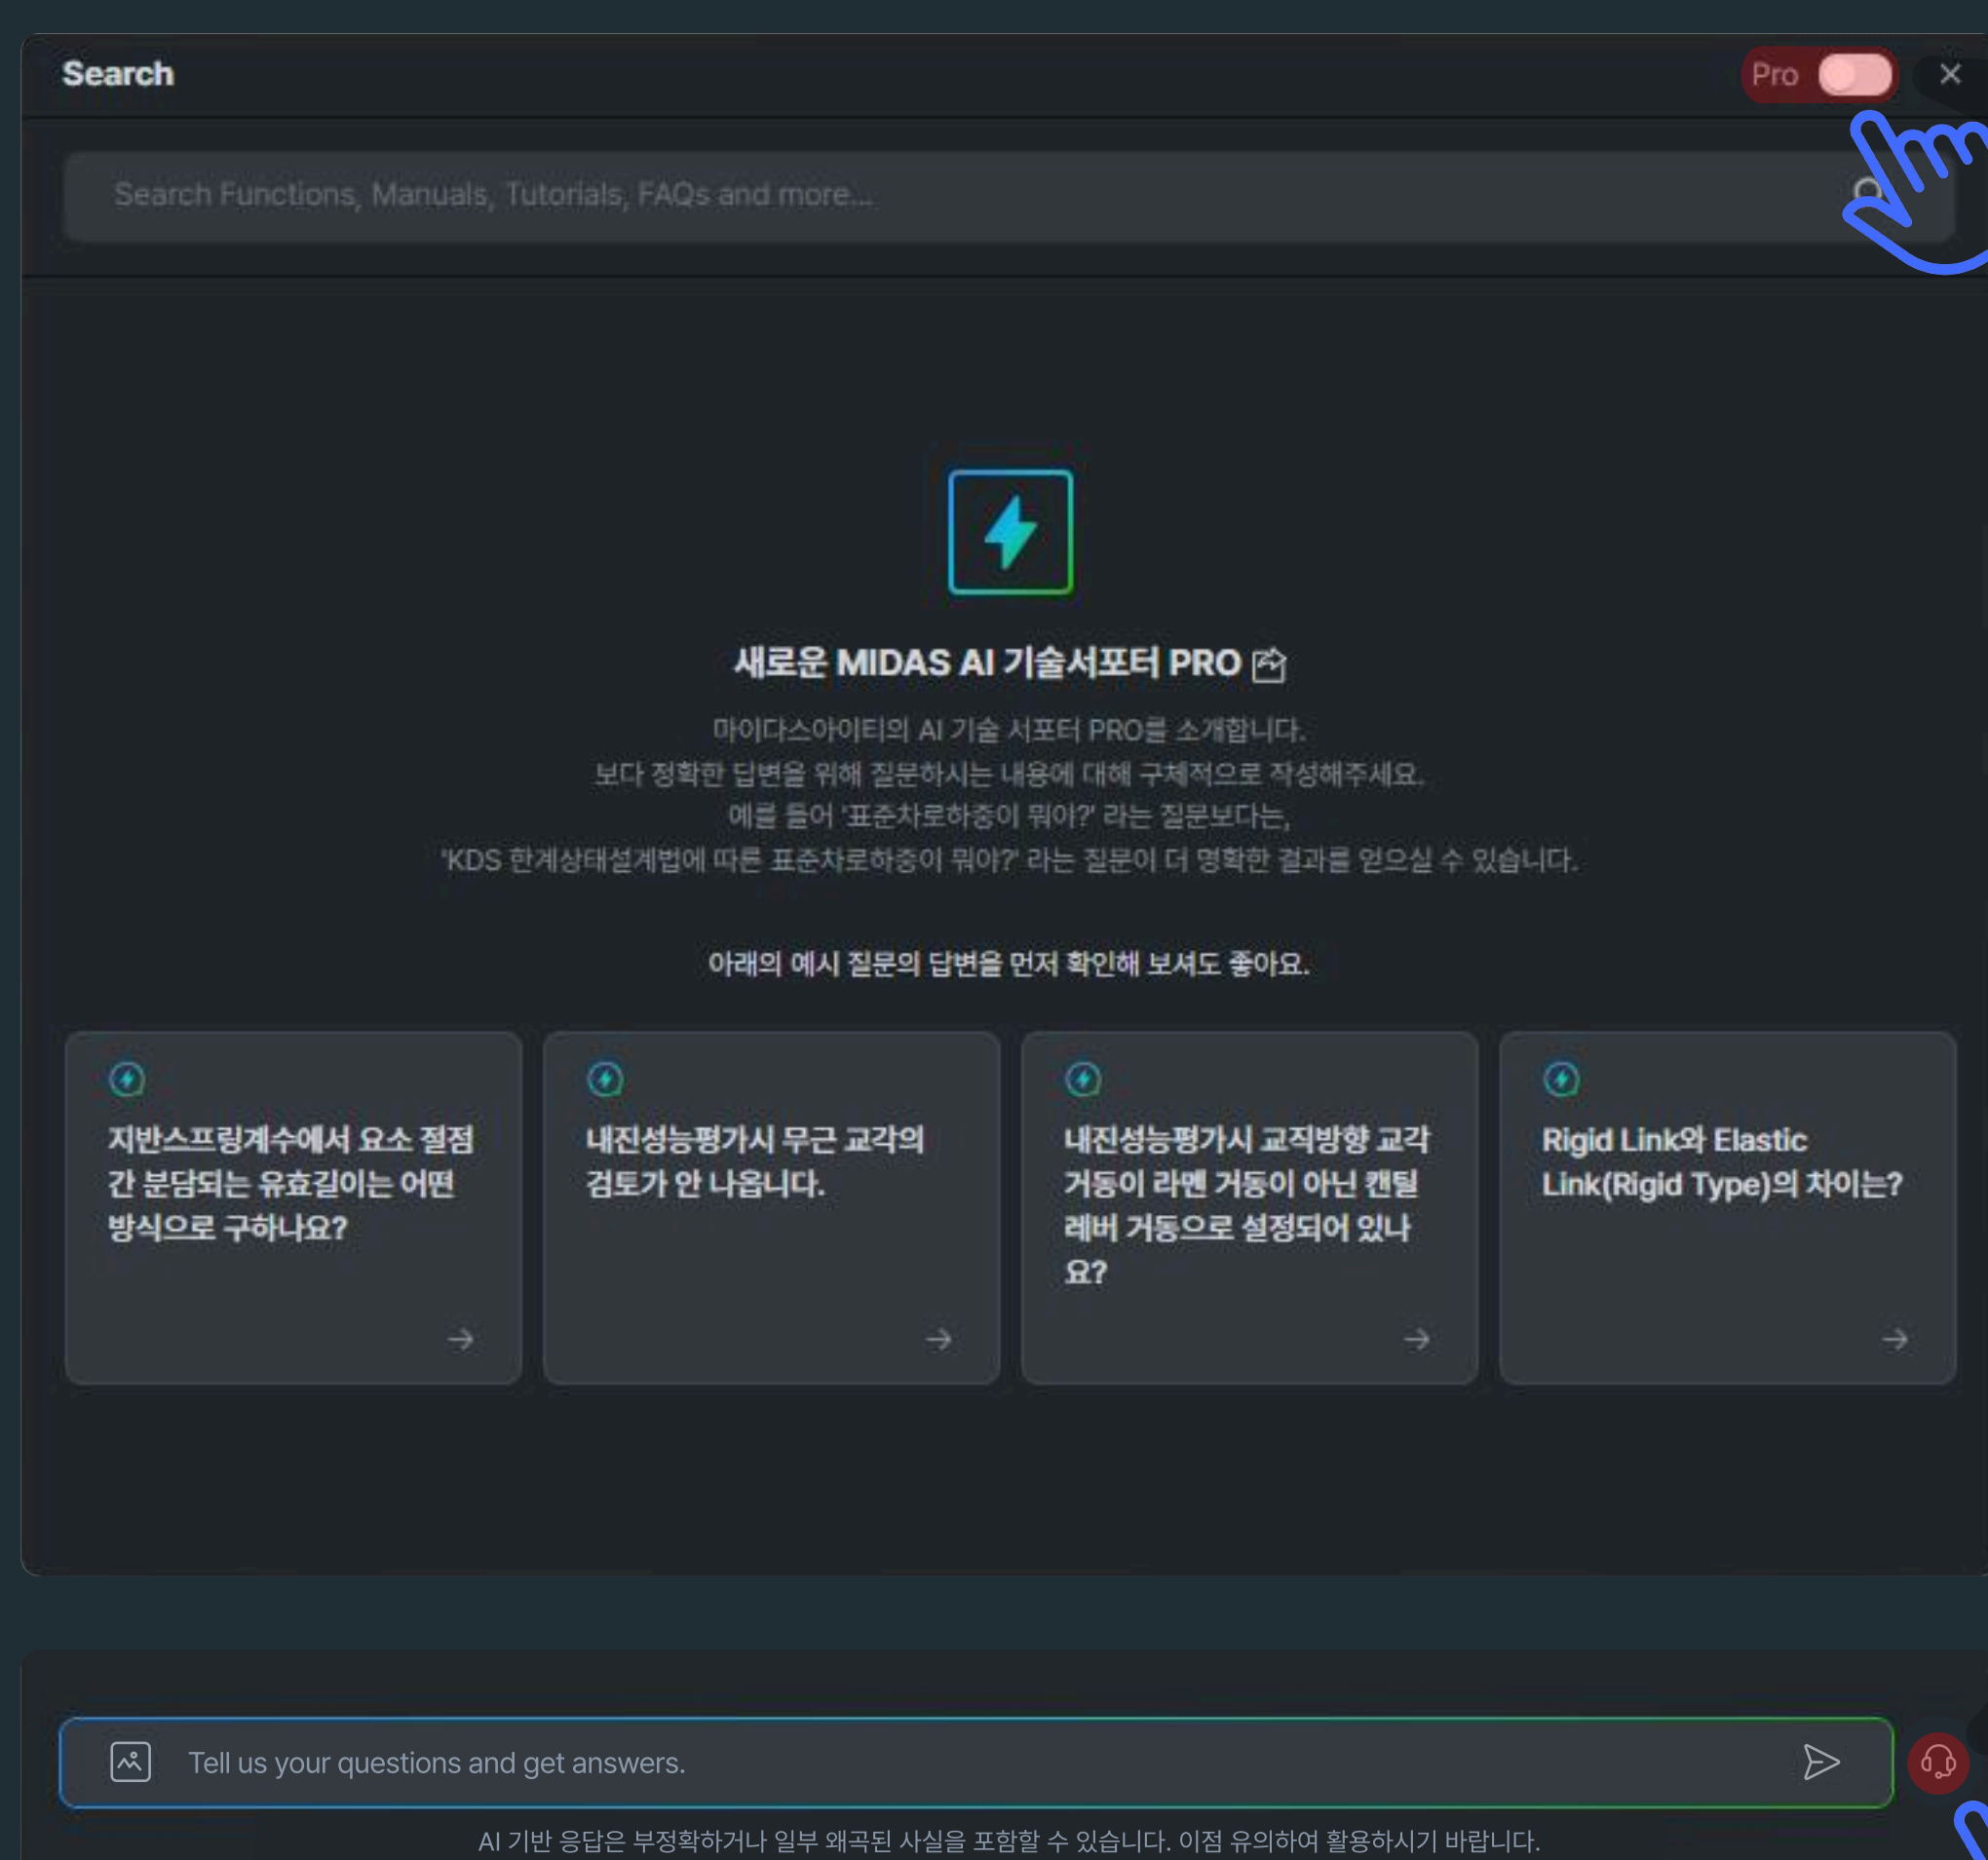 Search
Pro
Search Functions, Manuals, Tutorials, FAQs and more...
새로운 MIDAS AI 기술서포터 PRO
마이다스아이티의 AI 기술 서포터 PRO를 소개합니다.
보다 정확한 답변을 위해 질문하시는 내용에 대해 구체적으로 작성해주세요.
예를 들어 '표준차로하중이 뭐야?' 라는 질문보다는,
'KDS 한계상태설계법에 따른 표준차로하중이 뭐야?' 라는 질문이 더 명확한 결과를 얻으실 수 있습니다.
아래의 예시 질문의 답변을 먼저 확인해 보셔도 좋아요.
지반스프링계수에서 요소 절점
간 분담되는 유효길이는 어떤
방식으로 구하나요?
내진성능평가시 무근 교각의
검토가 안 나옵니다.
내진성능평가시 교직방향 교각
거동이 라멘 거동이 아닌 캔틸
레버 거동으로 설정되어 있나
요?
Rigid Link와 Elastic
Link(Rigid Type)의 차이는?
Tell us your questions and get answers.
AI 기반 응답은 부정확하거나 일부 왜곡된 사실을 포함할 수 있습니다. 이점 유의하여 활용하시기 바랍니다.